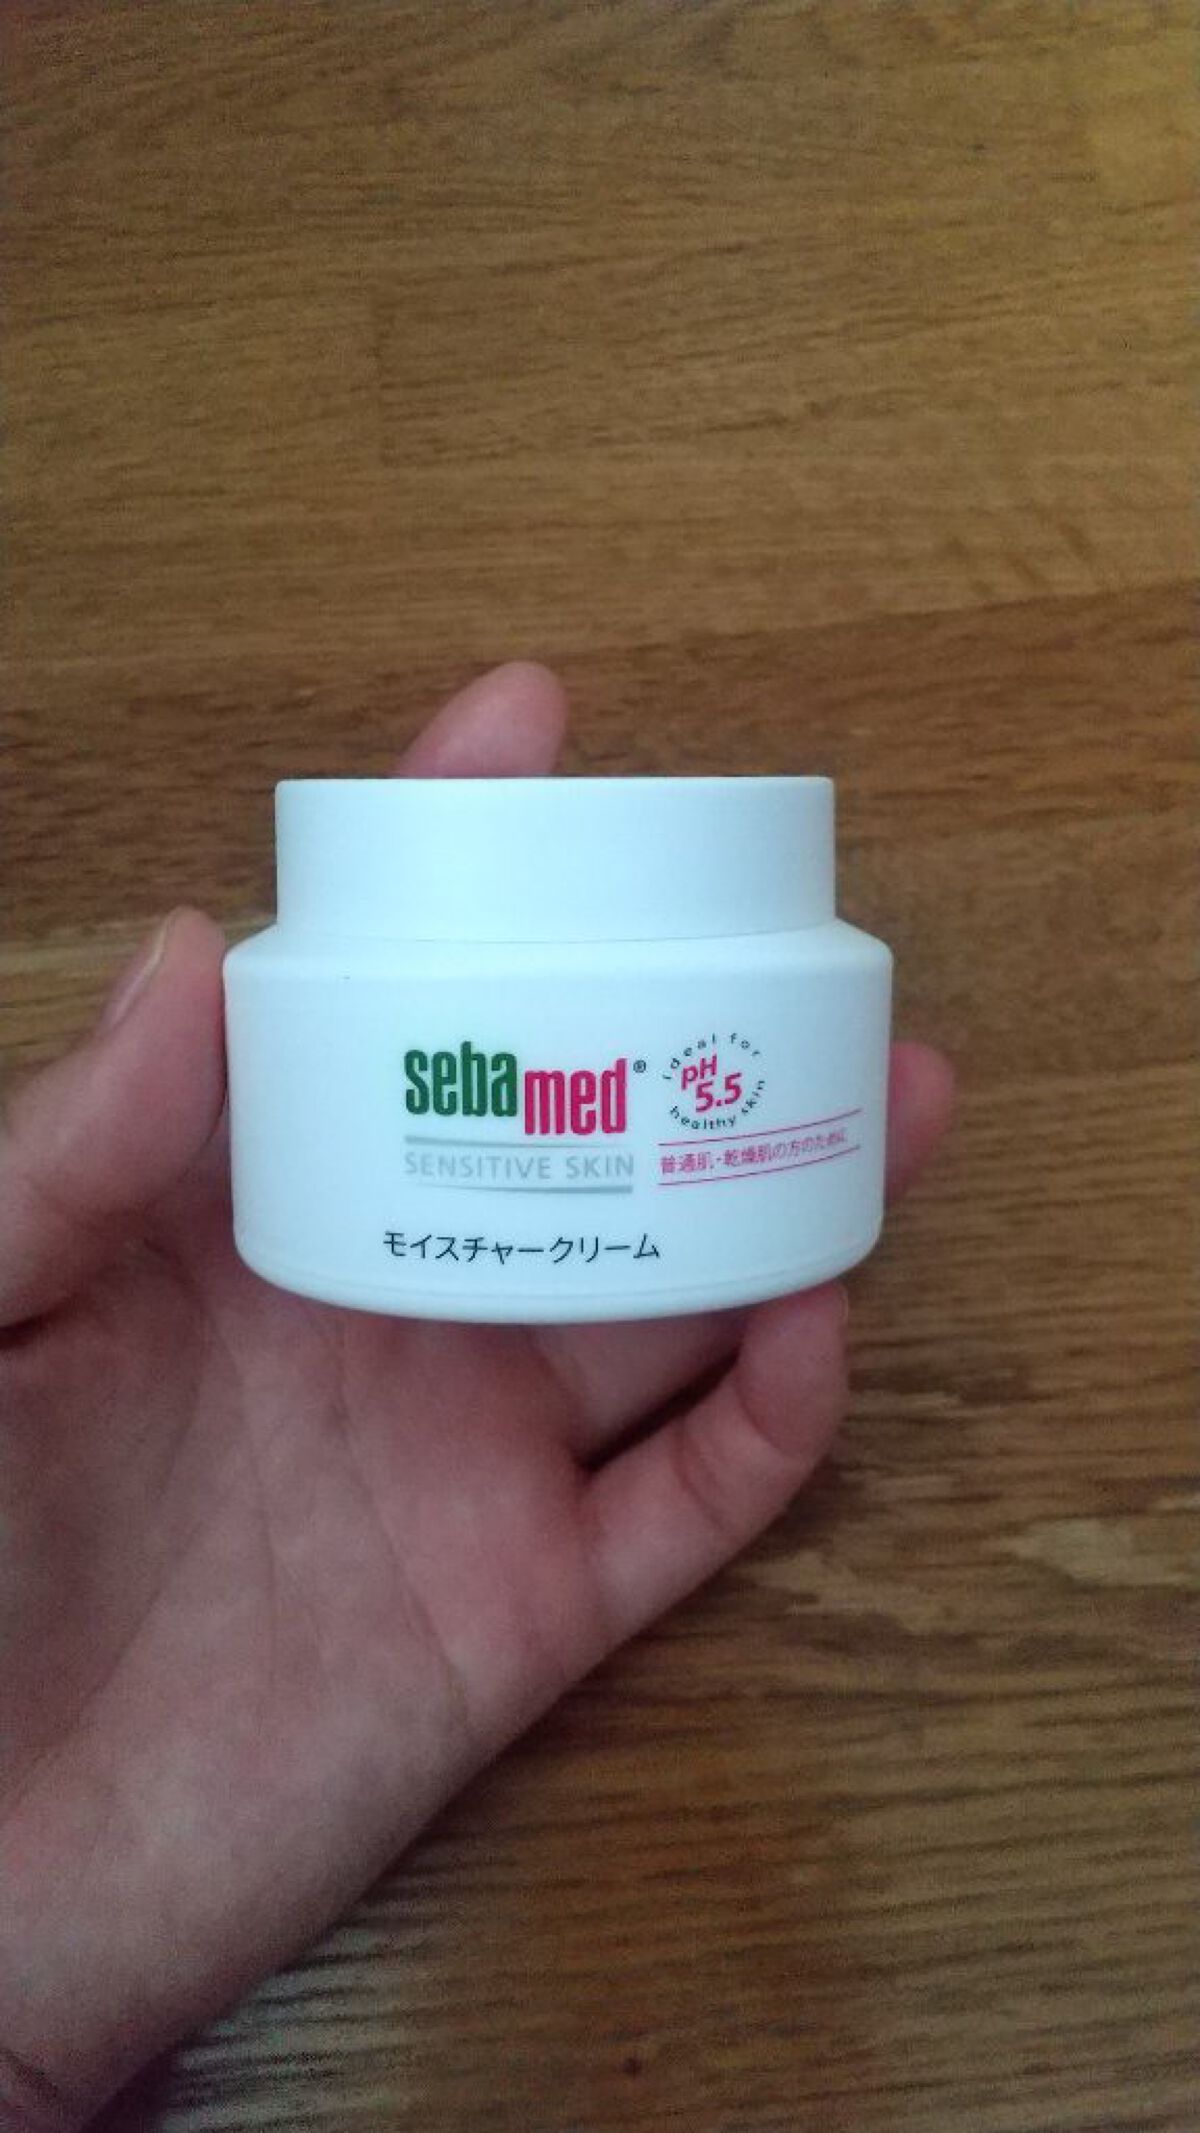 sebamed®
SENSITIVE SKIN
ideal for
pH
5.5
healthy skin
普通肌・乾燥肌の方のために
モイスチャークリーム